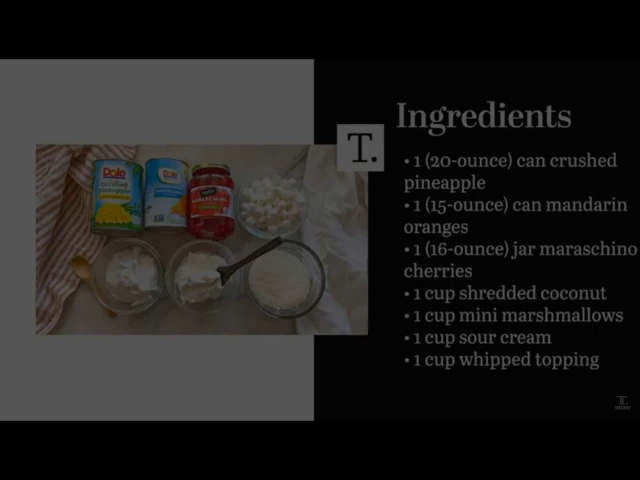 Ingredients
T.
• 1 (20-ounce) can crushed
pineapple
• 1 (15-ounce) can mandarin
oranges
• 1 (16-ounce) jar maraschino
cherries
• 1 cup shredded coconut
• 1 cup mini marshmallows
• 1 cup sour cream
• 1 cup whipped topping
Dole
Dole
T.